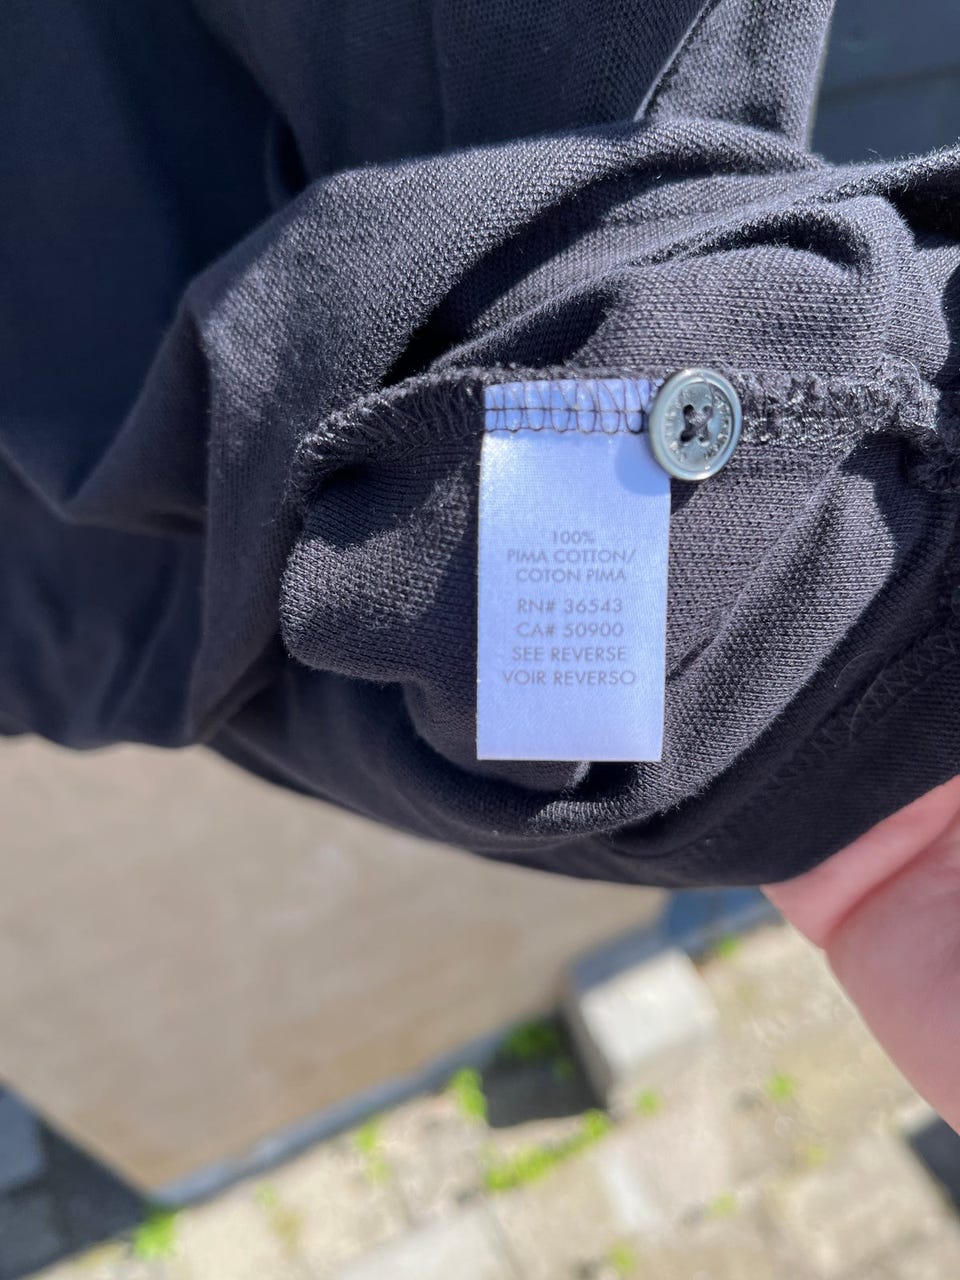 100%
PIMA COTTON/
COTON PIMA
RN# 36543
CA# 50900
SEE REVERSE
VOIR REVERSO